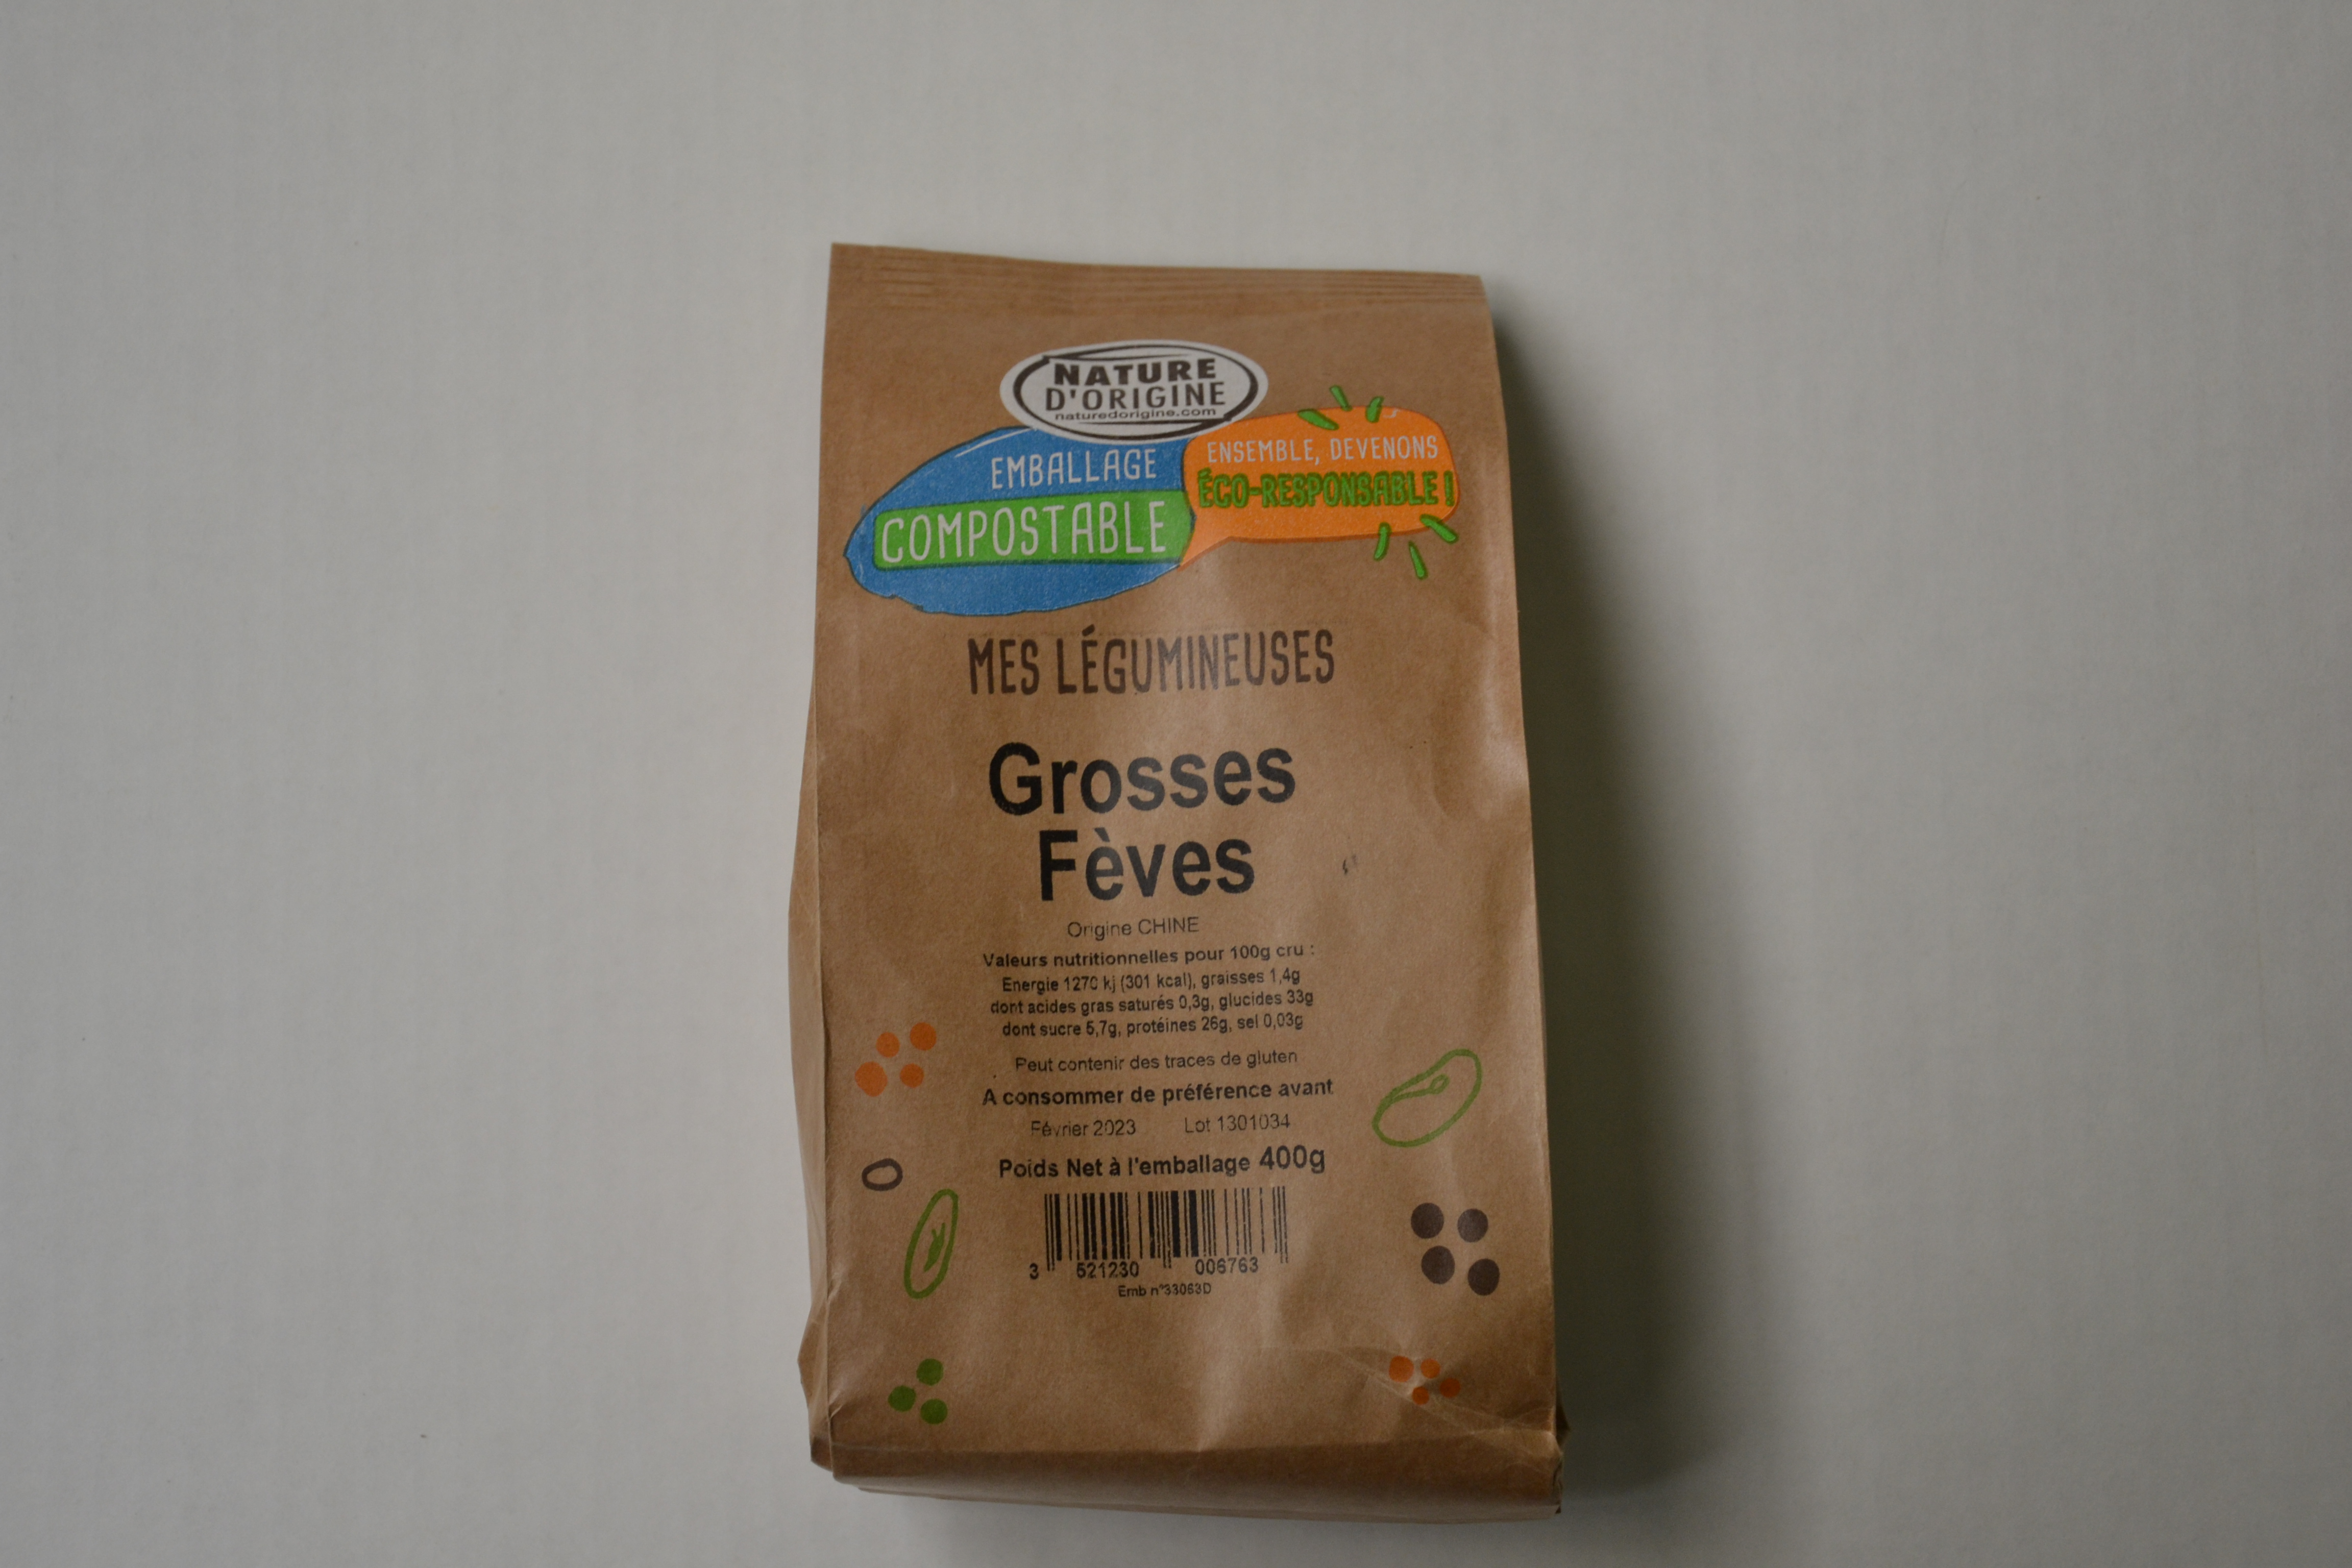 NATURE
D'ORIGINE
naturedorigine.com
EMBALLAGE
COMPOSTABLE
ENSEMBLE, DEVENONS
ÉCO-RESPONSABLE !
MES LÉGUMINEUSES
Grosses
Fèves
Origine CHINE
Valeurs nutritionnelles pour 100g cru :
Energie 1270 kj (301 kcal), graisses 1,4g
dont acides gras saturés 0,3g, glucides 33g
dont sucre 5,7g, protéines 26g, sel 0,03g
Peut contenir des traces de gluten
A consommer de préférence avant
Février 2023 Lot 1301034
Poids Net à l'emballage 400g
3 521230 006763
Emb n°33063D